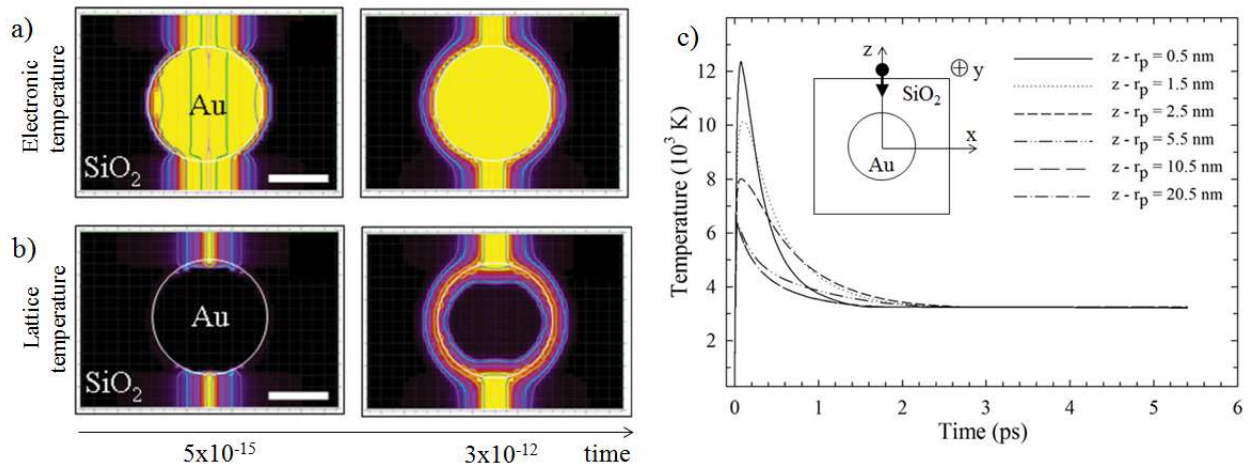 a)
Electronic
temperature
Au
SiO₂
b)
Lattice
temperature
Au
SiO₂
5x10⁻¹⁵
3x10⁻¹²
time
c)
Temperature (10³ K)
12
10
8
6
4
2
z
y
SiO₂
x
Au
z - rₚ = 0.5 nm
z - rₚ = 1.5 nm
z - rₚ = 2.5 nm
z - rₚ = 5.5 nm
z - rₚ = 10.5 nm
z - rₚ = 20.5 nm
0 1 2 3 4 5 6
Time (ps)